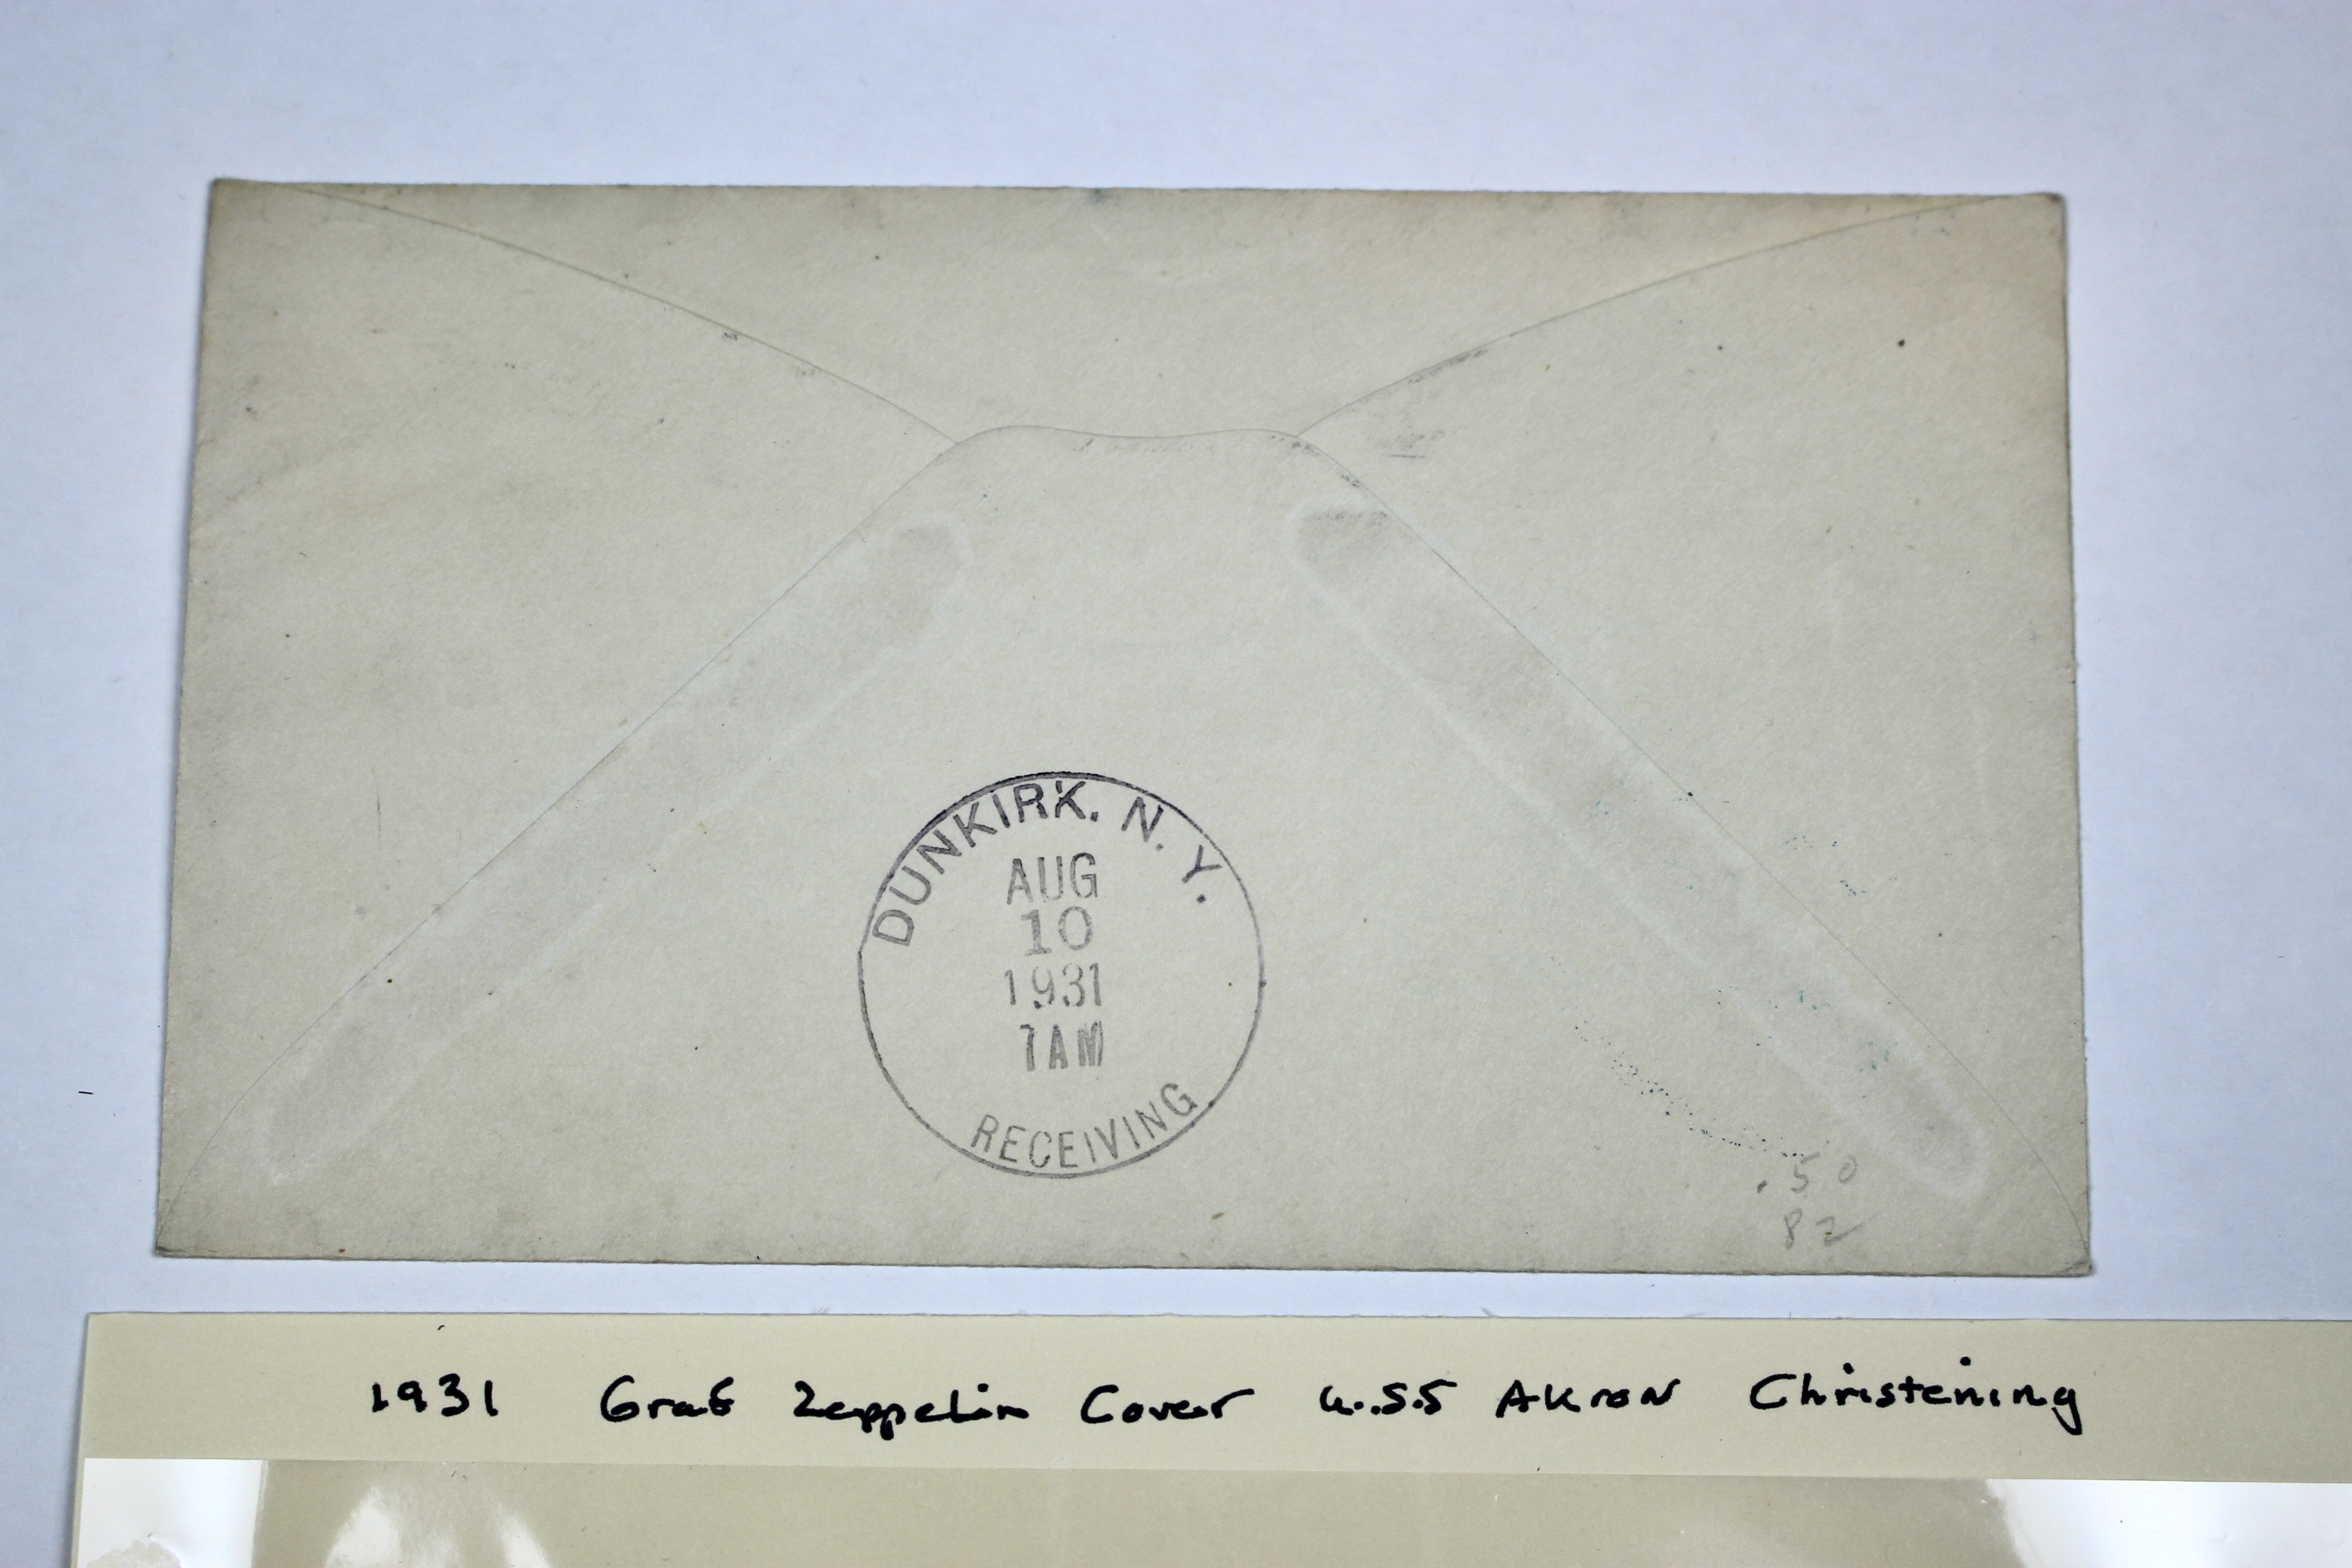 DUNKIRK, N. Y.
AUG
10
1931
7AM
RECEIVING
.50
82
1931 Graf Zeppelin Cover U.S.S Akron Christening